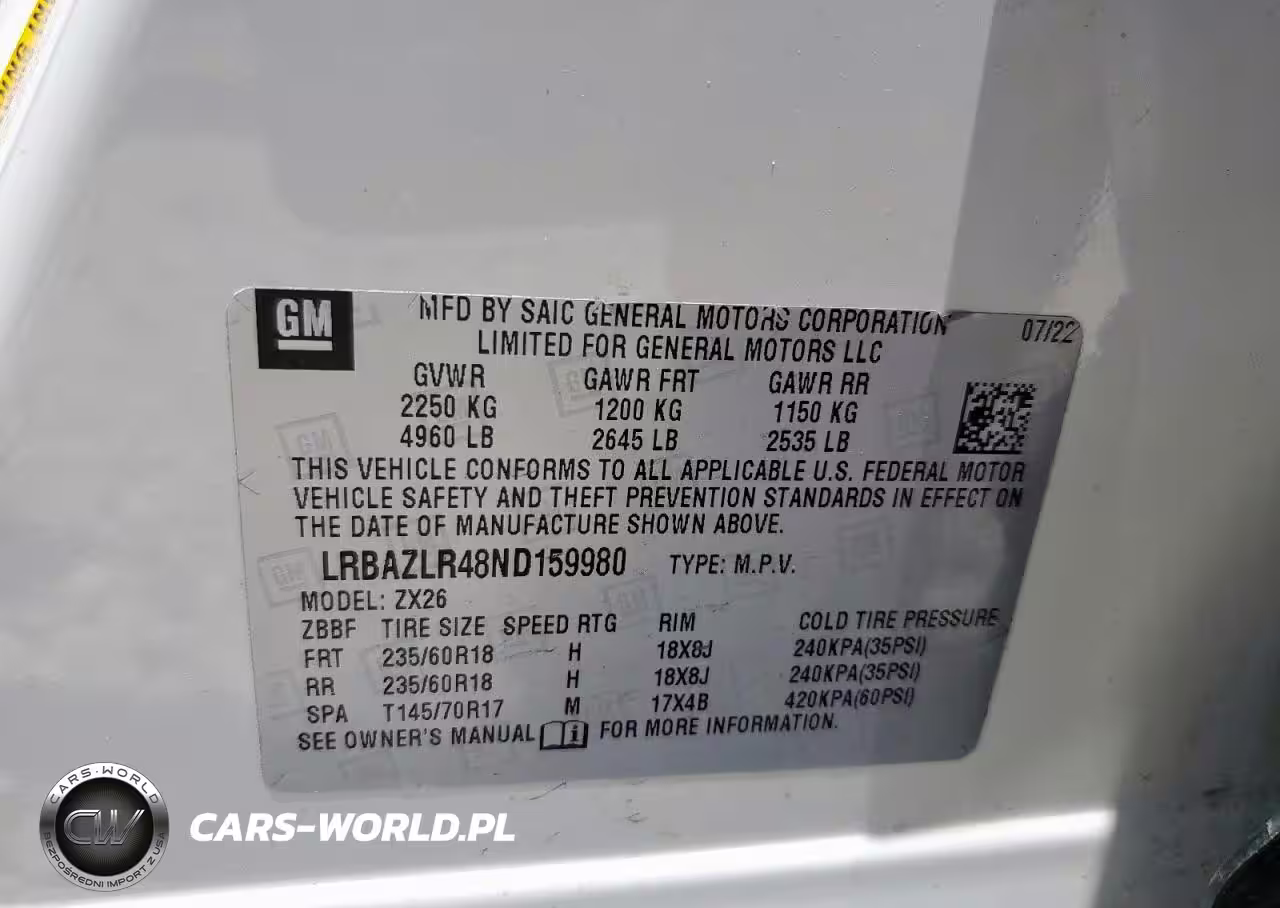 GM
MFD BY SAIC GENERAL MOTORS CORPORATION
LIMITED FOR GENERAL MOTORS LLC
07/22
GVWR GAWR FRT GAWR RR
2250 KG 1200 KG 1150 KG
4960 LB 2645 LB 2535 LB
THIS VEHICLE CONFORMS TO ALL APPLICABLE U.S. FEDERAL MOTOR
VEHICLE SAFETY AND THEFT PREVENTION STANDARDS IN EFFECT ON
THE DATE OF MANUFACTURE SHOWN ABOVE.
LRBAZLR48ND159980 TYPE: M.P.V.
MODEL: ZX26
ZBBF TIRE SIZE SPEED RTG RIM COLD TIRE PRESSURE
FRT 235/60R18 H 18X8J 240KPA(35PSI)
RR 235/60R18 H 18X8J 240KPA(35PSI)
SPA T145/70R17 M 17X4B 420KPA(60PSI)
SEE OWNER'S MANUAL FOR MORE INFORMATION.
CARS-WORLD
CW
BEZPOŚREDNI IMPORT Z USA
CARS-WORLD.PL